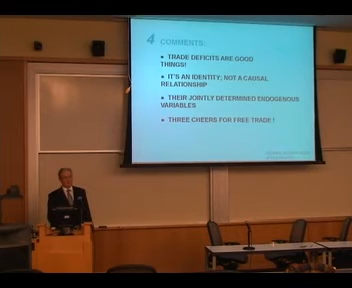 4 COMMENTS:
• TRADE DEFICITS ARE GOOD
THINGS!
• IT'S AN IDENTITY; NOT A CAUSAL
RELATIONSHIP
• THEIR JOINTLY DETERMINED ENDOGENOUS
VARIABLES
• THREE CHEERS FOR FREE TRADE !